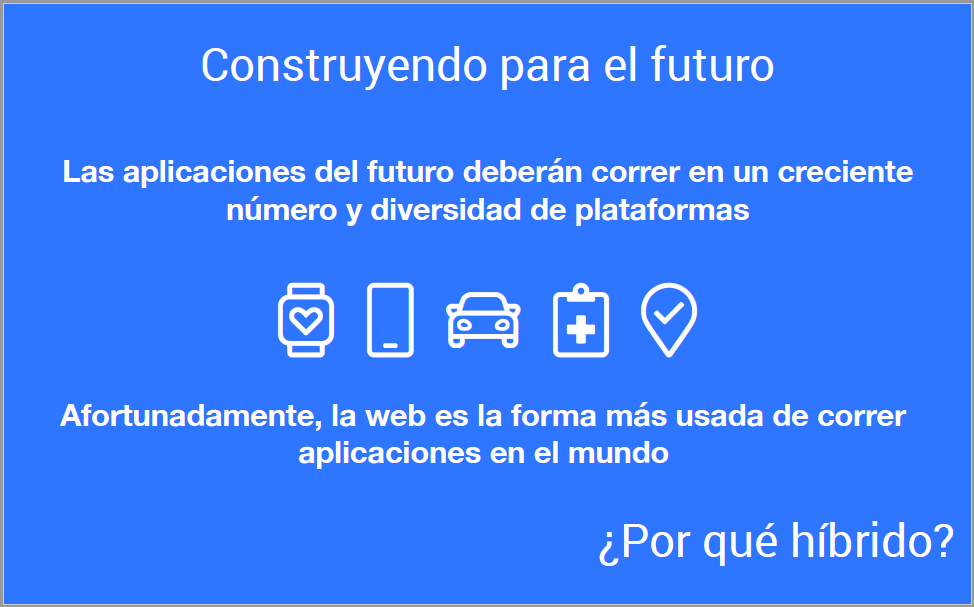 Construyendo para el futuro
Las aplicaciones del futuro deberán correr en un creciente
número y diversidad de plataformas
Afortunadamente, la web es la forma más usada de correr
aplicaciones en el mundo
¿Por qué híbrido?